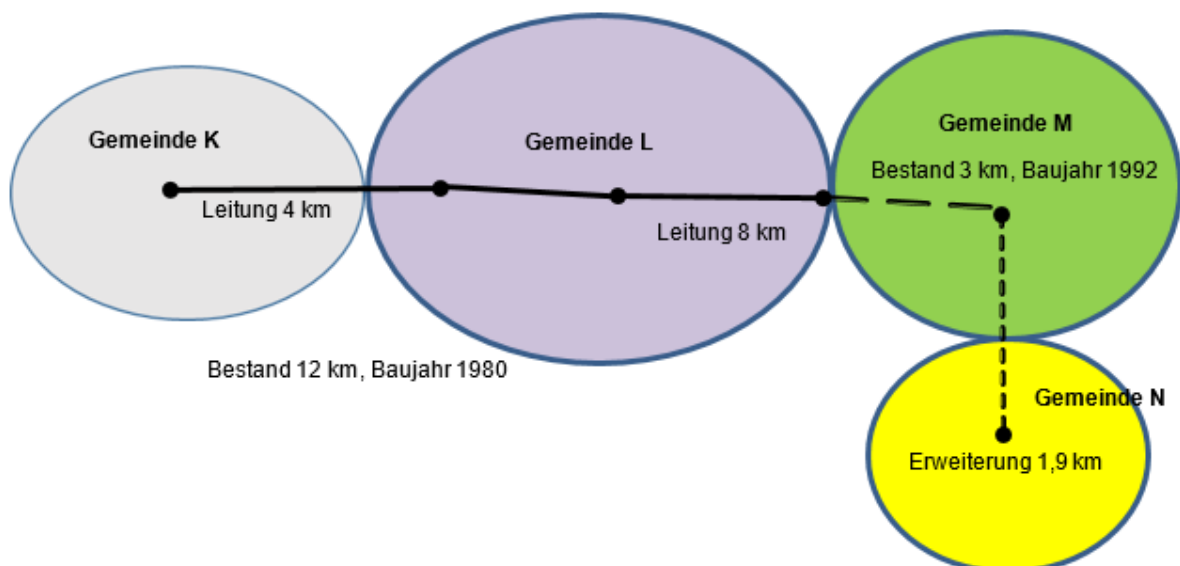 Gemeinde K
Leitung 4 km
Gemeinde L
Leitung 8 km
Bestand 12 km, Baujahr 1980
Gemeinde M
Bestand 3 km, Baujahr 1992
Gemeinde N
Erweiterung 1,9 km